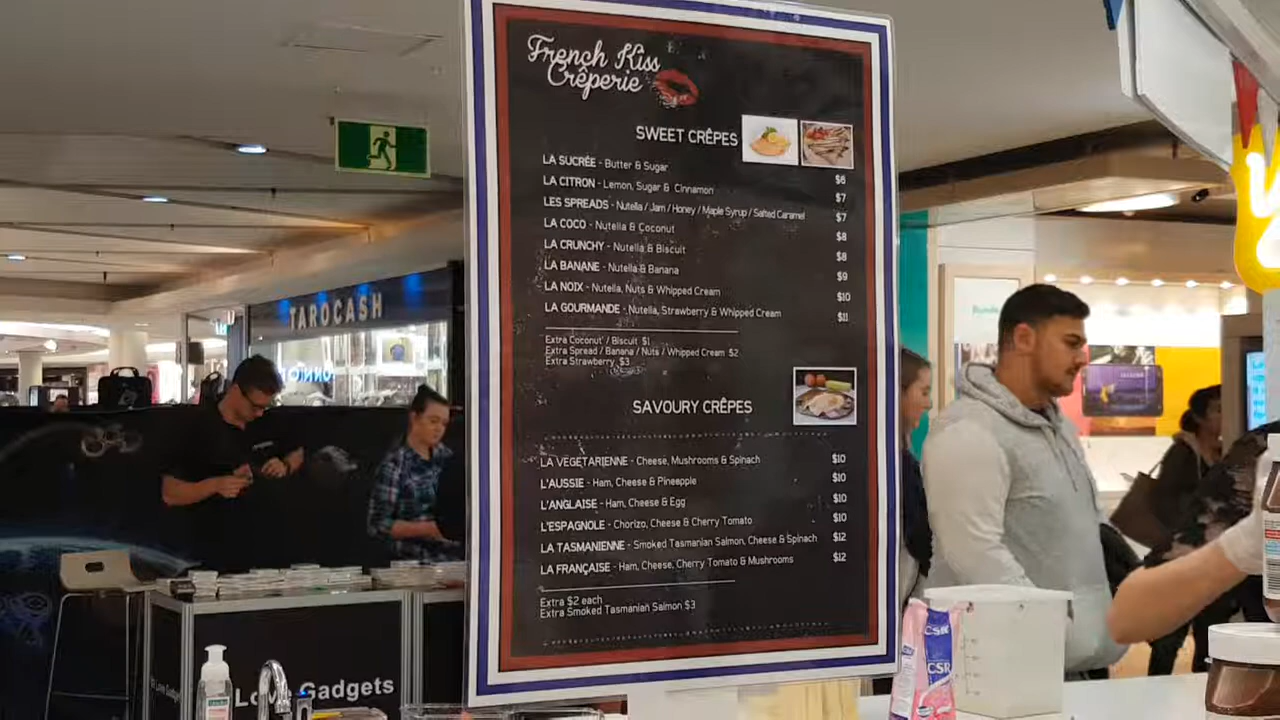 French Kiss
Crêperie
SWEET CRÊPES
LA SUCRÉE - Butter & Sugar $6
LA CITRON - Lemon, Sugar & Cinnamon $7
LES SPREADS - Nutella / Jam / Honey / Maple Syrup / Salted Caramel $7
LA COCO - Nutella & Coconut $8
LA CRUNCHY - Nutella & Biscuit $8
LA BANANE - Nutella & Banana $9
LA NOIX - Nutella, Nuts & Whipped Cream $10
LA GOURMANDE - Nutella, Strawberry & Whipped Cream $11
Extra Coconut / Biscuit $1
Extra Spread / Banana / Nuts / Whipped Cream $2
Extra Strawberry $3
SAVOURY CRÊPES
LA VEGETARIENNE - Cheese, Mushrooms & Spinach $10
L'AUSSIE - Ham, Cheese & Pineepple $10
L'ANGLAISE - Ham, Cheese & Egg $10
L'ESPAGNOLE - Chorizo, Cheese & Cherry Tomato $10
LA TASMANIENNE - Smoked Tasmanian Salmon, Cheese & Spinach $12
LA FRANÇAISE - Ham, Cheese, Cherry Tomato & Mushrooms $12
Extra $2 each
Extra Smoked Tasmanian Salmon $3
TAROCASH
I Love Gadgets
CSR
CSR